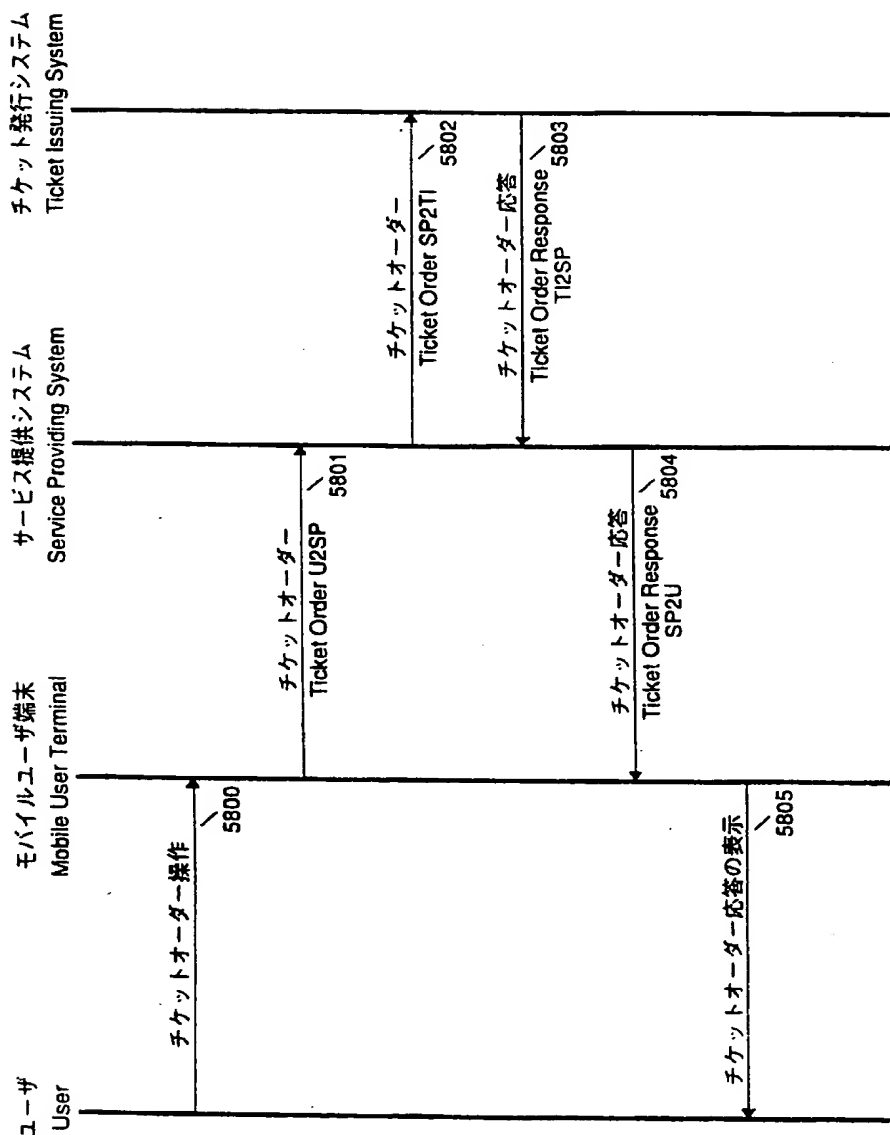 ユーザ
User
モバイルユーザ端末
Mobile User Terminal
サービス提供システム
Service Providing System
チケット発行システム
Ticket Issuing System
チケットオーダー操作
5800
チケットオーダー
Ticket Order U2SP
5801
チケットオーダー
Ticket Order SP2TI
5802
チケットオーダー応答
Ticket Order Response
TI2SP
5803
チケットオーダー応答
Ticket Order Response
SP2U
5804
チケットオーダー応答の表示
5805